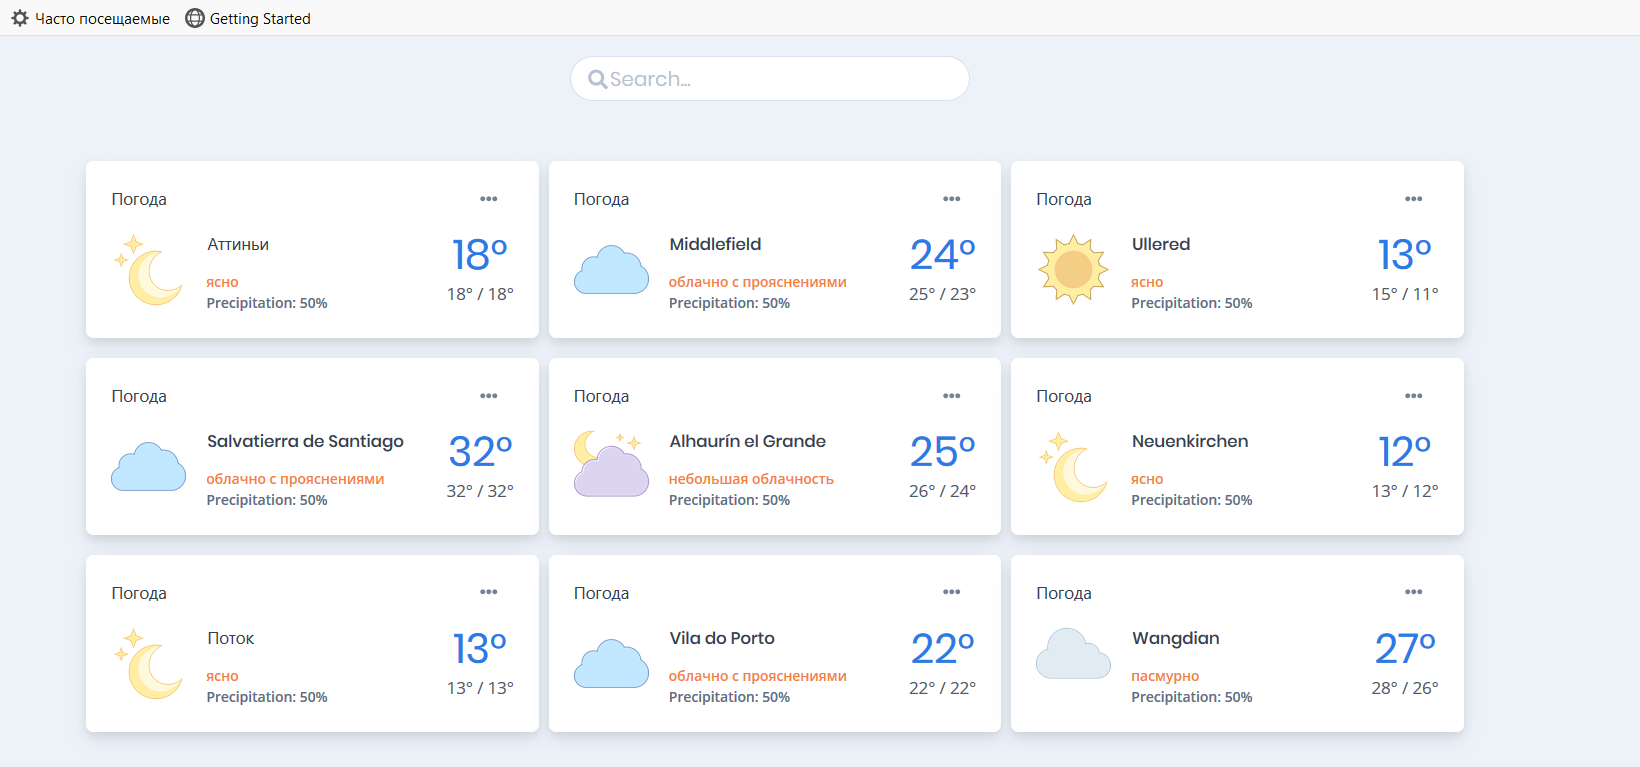 Часто посещаемые Getting Started
Search...
Погода
Аттиньи
18°
ясно
Precipitation: 50%
18° / 18°
Погода
Middlefield
24°
облачно с прояснениями
Precipitation: 50%
25° / 23°
Погода
Ullered
13°
ясно
Precipitation: 50%
15° / 11°
Погода
Salvatierra de Santiago
32°
облачно с прояснениями
Precipitation: 50%
32° / 32°
Погода
Alhaurín el Grande
25°
небольшая облачность
Precipitation: 50%
26° / 24°
Погода
Neuenkirchen
12°
ясно
Precipitation: 50%
13° / 12°
Погода
Поток
13°
ясно
Precipitation: 50%
13° / 13°
Погода
Vila do Porto
22°
облачно с прояснениями
Precipitation: 50%
22° / 22°
Погода
Wangdian
27°
пасмурно
Precipitation: 50%
28° / 26°